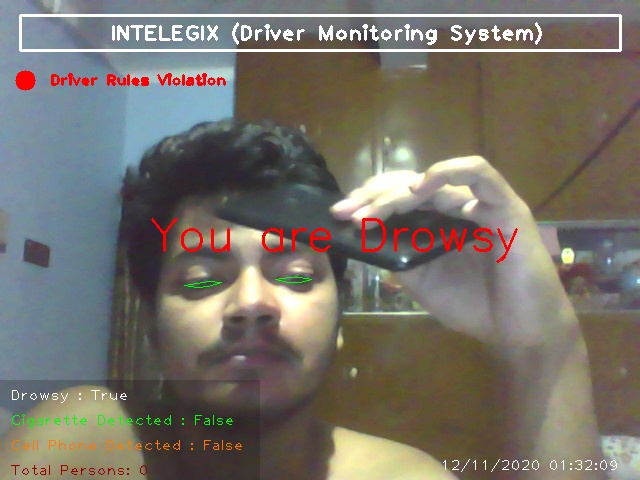 INTELEGIX (Driver Monitoring System)
Driver Rules Violation
You are Drowsy
Drowsy : True
Cigarette Detected : False
Cell Phone Detected : False
Total Persons: 0
12/11/2020 01:32:09